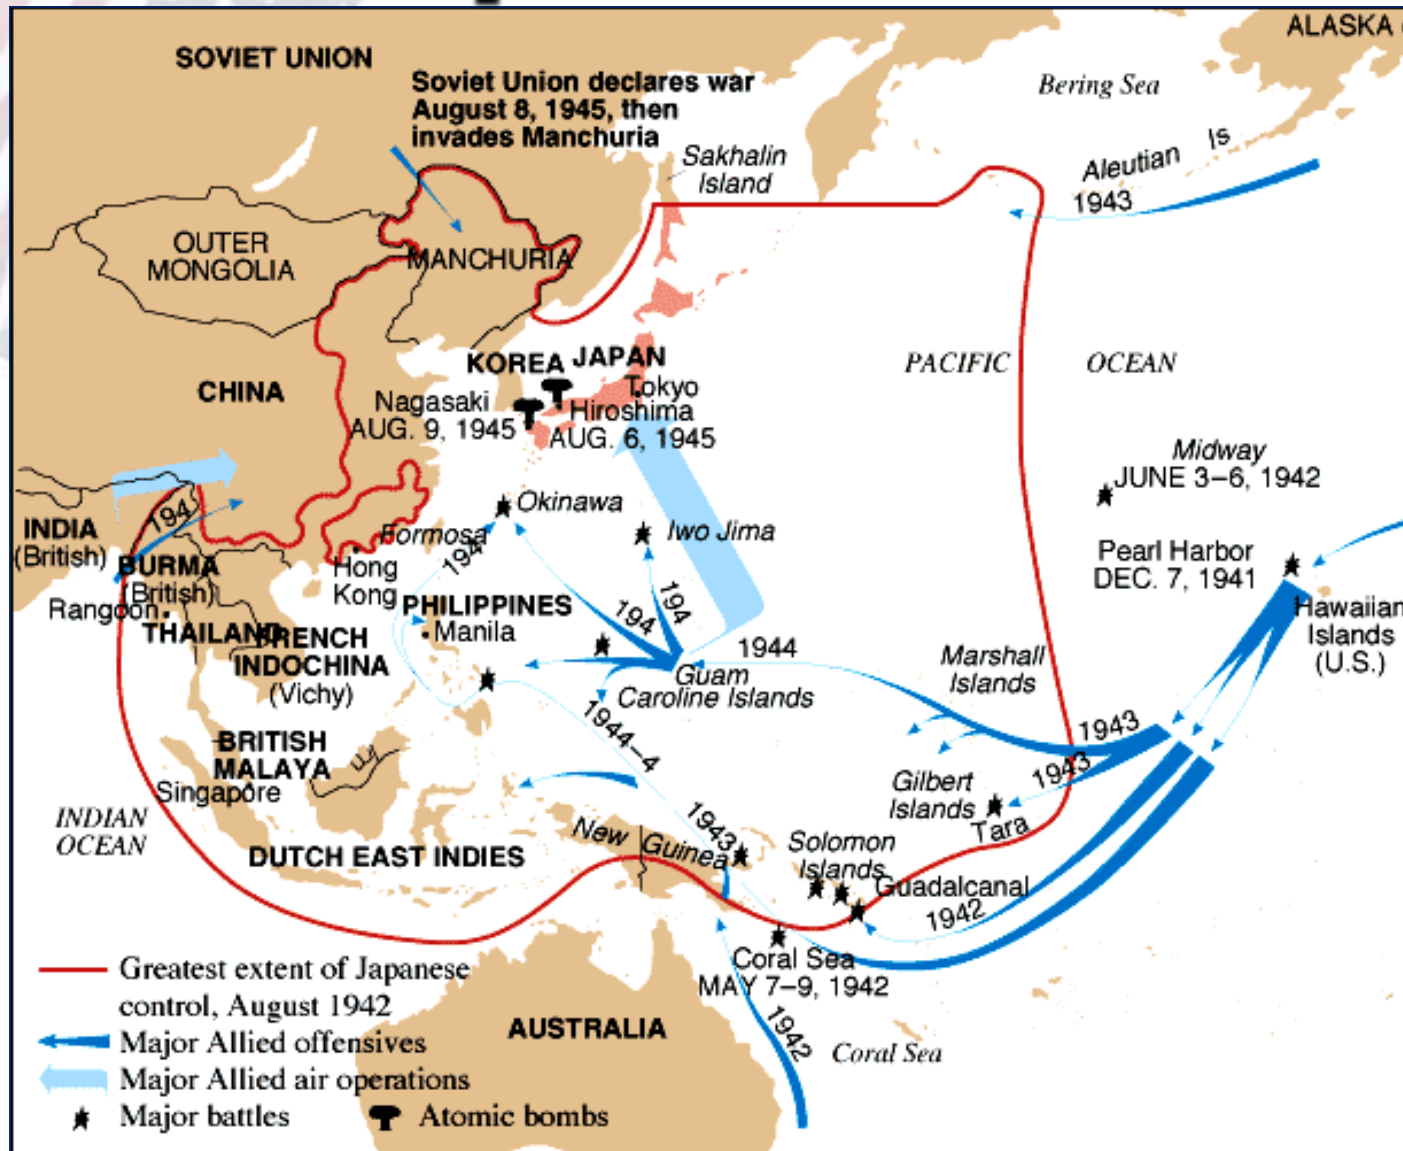 ALASKA
SOVIET UNION
Soviet Union declares war
August 8, 1945, then
invades Manchuria
Bering Sea
Sakhalin
Island
Aleutian Is
1943
OUTER
MONGOLIA
MANCHURIA
KOREA
JAPAN
PACIFIC
OCEAN
CHINA
Tokyo
Nagasaki
AUG. 9, 1945
Hiroshima
AUG. 6, 1945
Midway
JUNE 3–6, 1942
INDIA
(British)
194
Okinawa
Iwo Jima
Formosa
194
BURMA
(British)
Hong
Kong
Pearl Harbor
DEC. 7, 1941
Rangoon
PHILIPPINES
Manila
194
194
Hawaiian
Islands
(U.S.)
THAILAND
FRENCH
INDOCHINA
(Vichy)
1944
Guam
Caroline Islands
Marshall
Islands
1944–4
1943
BRITISH
MALAYA
Singapore
1943
Gilbert
Islands
Tara
INDIAN
OCEAN
DUTCH EAST INDIES
New Guinea
1943
Solomon
Islands
Guadalcanal
1942
Coral Sea
MAY 7–9, 1942
1942
Coral Sea
AUSTRALIA
Greatest extent of Japanese
control, August 1942
Major Allied offensives
Major Allied air operations
Major battles
Atomic bombs